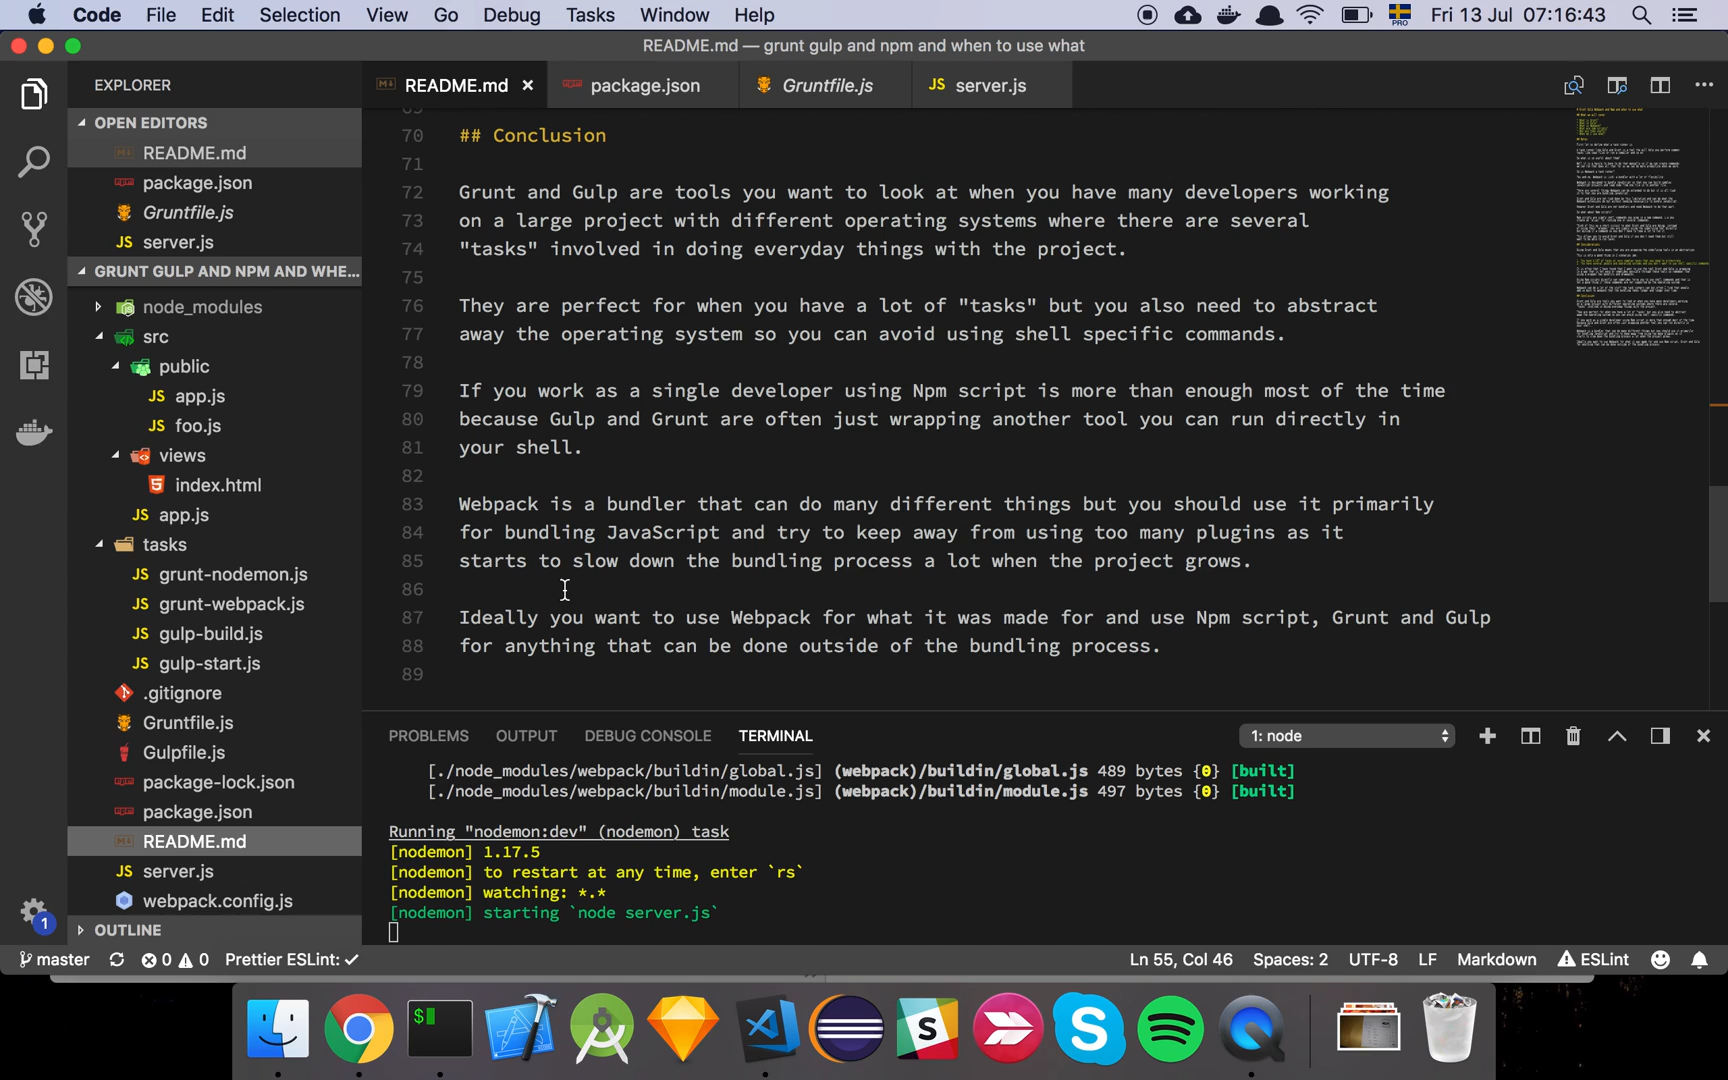 Code File Edit Selection View Go Debug Tasks Window Help PRO Fri 13 Jul 07:16:43
README.md — grunt gulp and npm and when to use what
EXPLORER
README.md × package.json Gruntfile.js JS server.js
OPEN EDITORS
README.md
package.json
Gruntfile.js
JS server.js
GRUNT GULP AND NPM AND WHE...
node_modules
src
public
JS app.js
JS foo.js
views
index.html
JS app.js
tasks
JS grunt-nodemon.js
JS grunt-webpack.js
JS gulp-build.js
JS gulp-start.js
.gitignore
Gruntfile.js
Gulpfile.js
package-lock.json
package.json
README.md
JS server.js
webpack.config.js
OUTLINE
69
70 ## Conclusion
71
72 Grunt and Gulp are tools you want to look at when you have many developers working
73 on a large project with different operating systems where there are several
74 "tasks" involved in doing everyday things with the project.
75
76 They are perfect for when you have a lot of "tasks" but you also need to abstract
77 away the operating system so you can avoid using shell specific commands.
78
79 If you work as a single developer using Npm script is more than enough most of the time
80 because Gulp and Grunt are often just wrapping another tool you can run directly in
81 your shell.
82
83 Webpack is a bundler that can do many different things but you should use it primarily
84 for bundling JavaScript and try to keep away from using too many plugins as it
85 starts to slow down the bundling process a lot when the project grows.
86
87 Ideally you want to use Webpack for what it was made for and use Npm script, Grunt and Gulp
88 for anything that can be done outside of the bundling process.
89
PROBLEMS OUTPUT DEBUG CONSOLE TERMINAL 1: node
[./node_modules/webpack/buildin/global.js] (webpack)/buildin/global.js 489 bytes {0} [built]
[./node_modules/webpack/buildin/module.js] (webpack)/buildin/module.js 497 bytes {0} [built]
Running "nodemon:dev" (nodemon) task
[nodemon] 1.17.5
[nodemon] to restart at any time, enter `rs`
[nodemon] watching: *.*
[nodemon] starting `node server.js`
1
master 0 0 Prettier ESLint: ✓ Ln 55, Col 46 Spaces: 2 UTF-8 LF Markdown ESLint
$
S
S